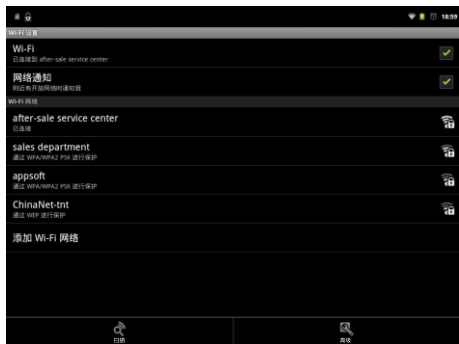 18:59
Wi-Fi 设置
Wi-Fi
已连接到 after-sale service center
网络通知
附近有开放网络时通知我
Wi-Fi 网络
after-sale service center
已连接
sales department
通过 WPA/WPA2 PSK 进行保护
appsoft
通过 WPA/WPA2 PSK 进行保护
ChinaNet-tnt
通过 WEP 进行保护
添加 Wi-Fi 网络
扫描
高级